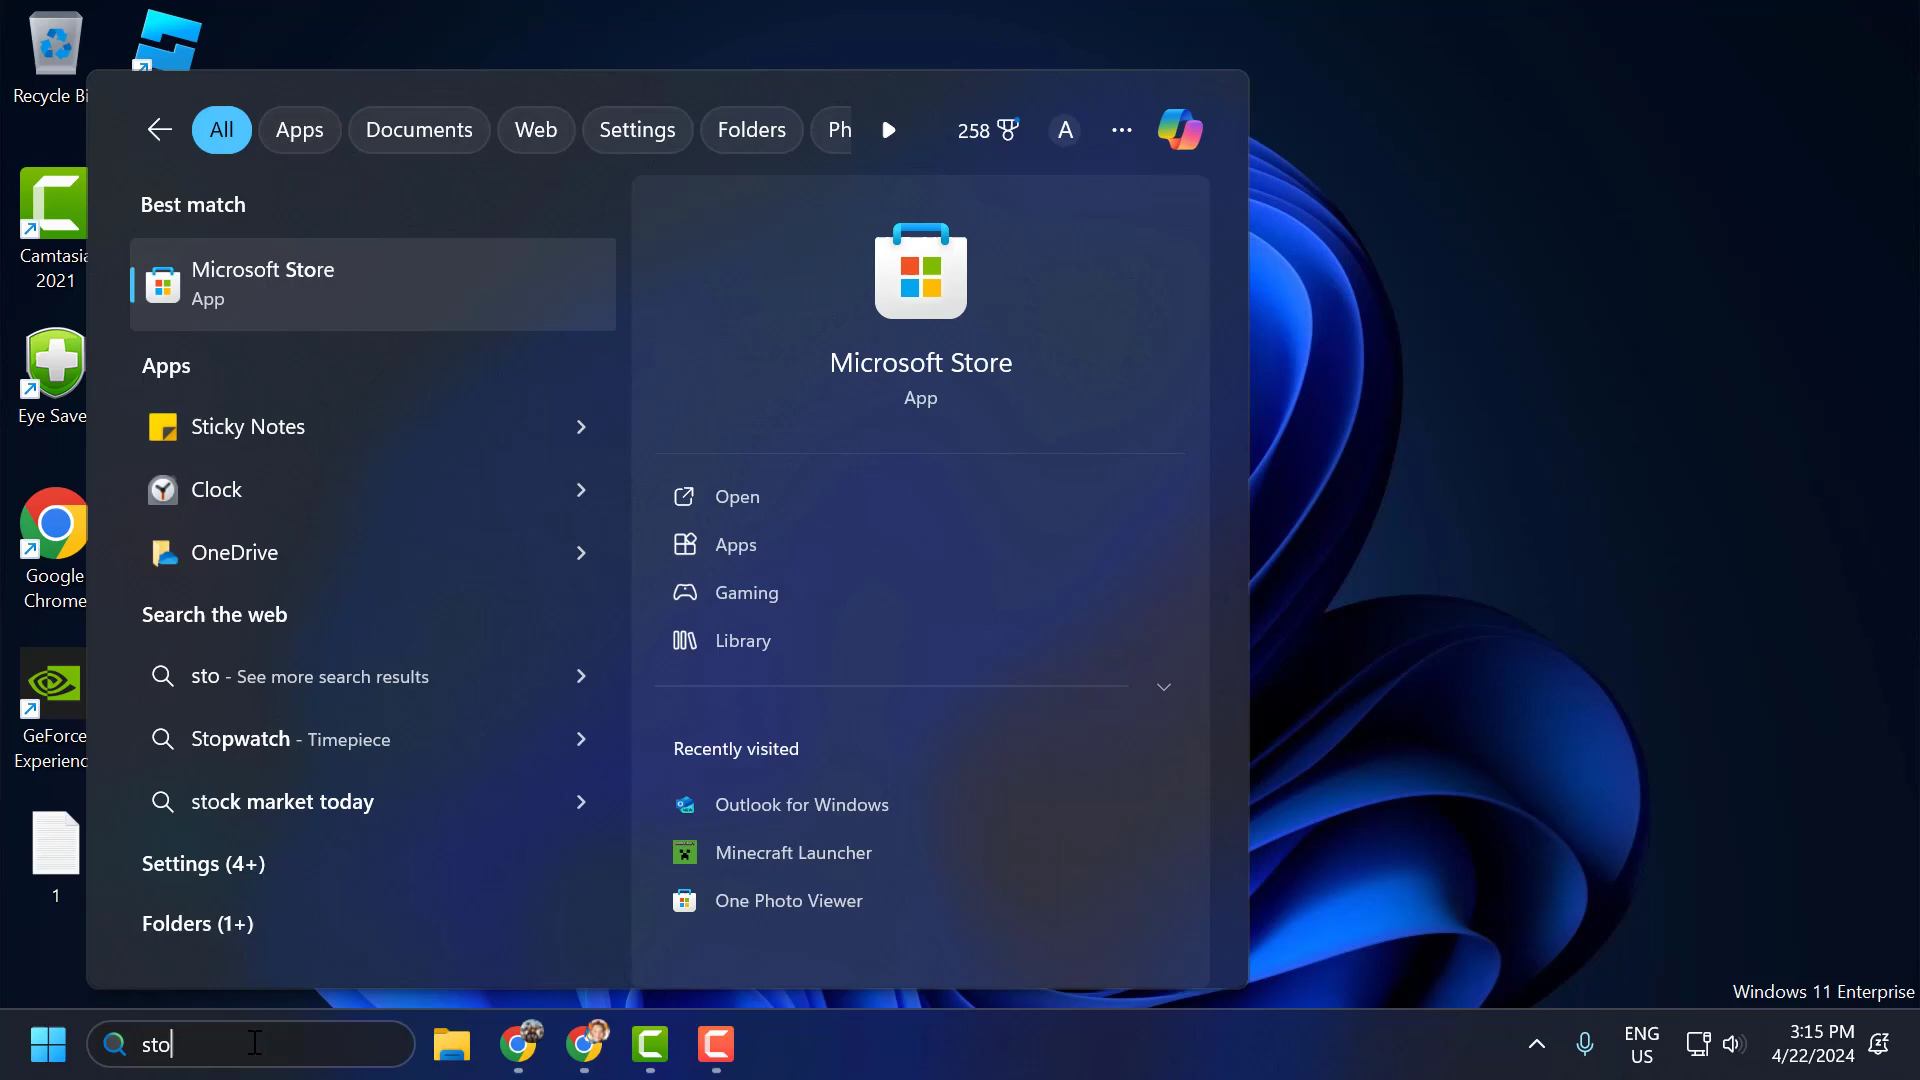 Recycle Bi
Camtasia
2021
Eye Save
Google
Chrome
GeForce
Experienc
1
All
Apps
Documents
Web
Settings
Folders
Ph
258
A
Best match
Microsoft Store
App
Apps
Sticky Notes
Clock
OneDrive
Search the web
sto - See more search results
Stopwatch - Timepiece
stock market today
Settings (4+)
Folders (1+)
Microsoft Store
App
Open
Apps
Gaming
Library
Recently visited
Outlook for Windows
Minecraft Launcher
One Photo Viewer
Windows 11 Enterprise
sto
ENG
US
3:15 PM
4/22/2024